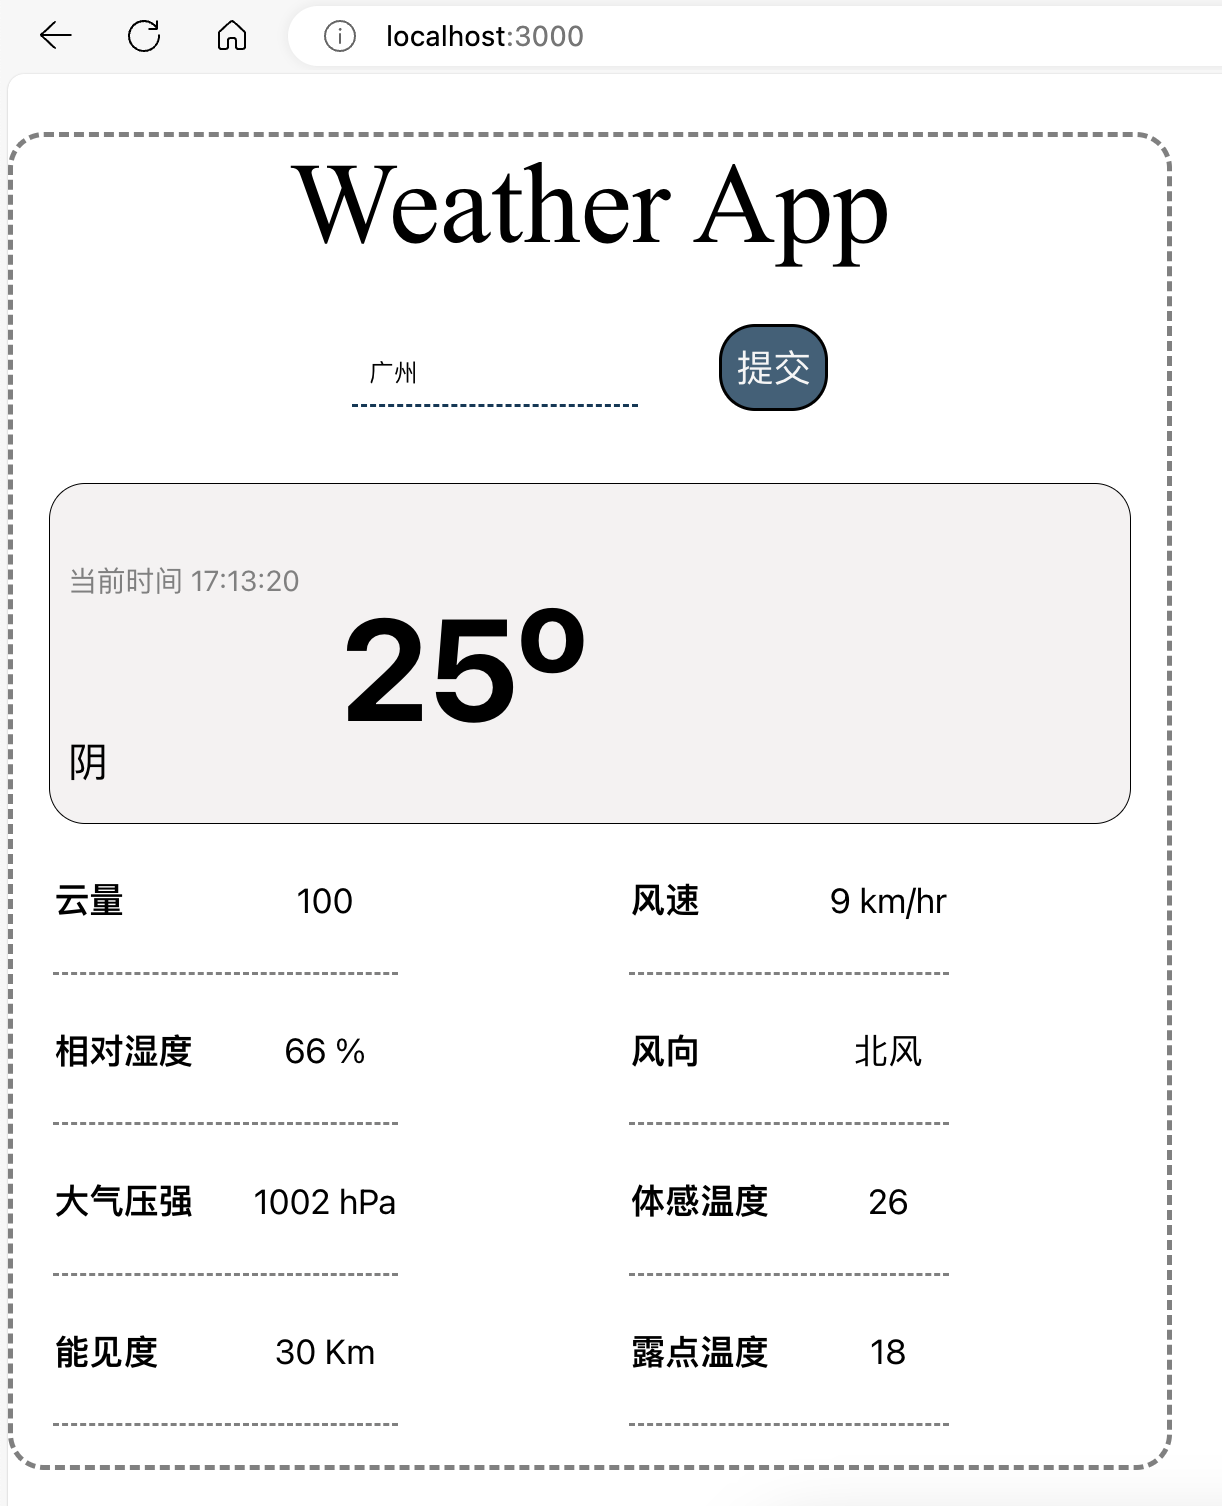 localhost:3000
Weather App
广州
提交
当前时间 17:13:20
25º
阴
云量 100 风速 9 km/hr
相对湿度 66 % 风向 北风
大气压强 1002 hPa 体感温度 26
能见度 30 Km 露点温度 18